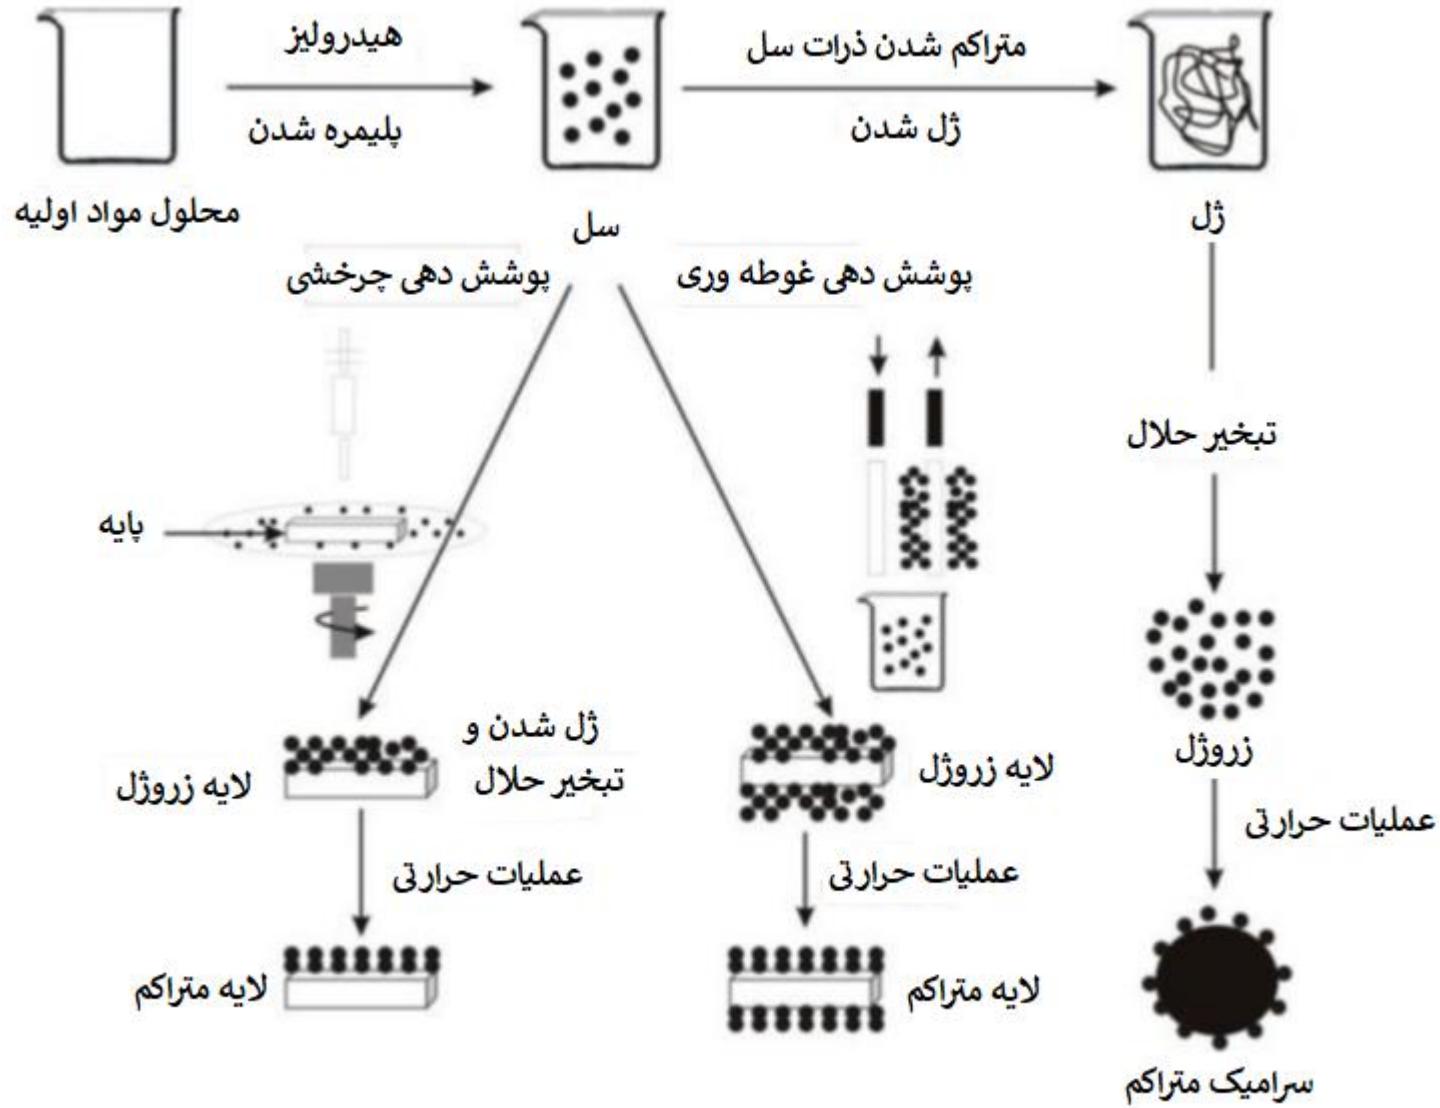 هیدرولیز
پلیمره شدن
متراکم شدن ذرات سل
ژل شدن
محلول مواد اولیه
سل
ژل
پوشش دهی چرخشی
پوشش دهی غوطه وری
تبخیر حلال
پایه
زروژل
ژل شدن و
تبخیر حلال
لایه زروژل
لایه زروژل
عملیات حرارتی
عملیات حرارتی
عملیات حرارتی
لایه متراکم
لایه متراکم
سرامیک متراکم